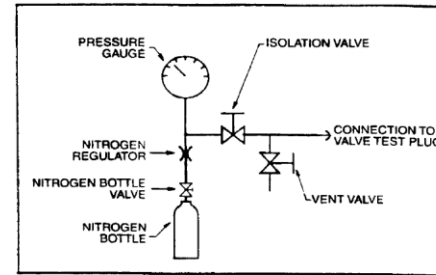 PRESSURE
GAUGE
ISOLATION VALVE
CONNECTION TO
VALVE TEST PLUG
NITROGEN
REGULATOR
NITROGEN BOTTLE
VALVE
VENT VALVE
NITROGEN
BOTTLE